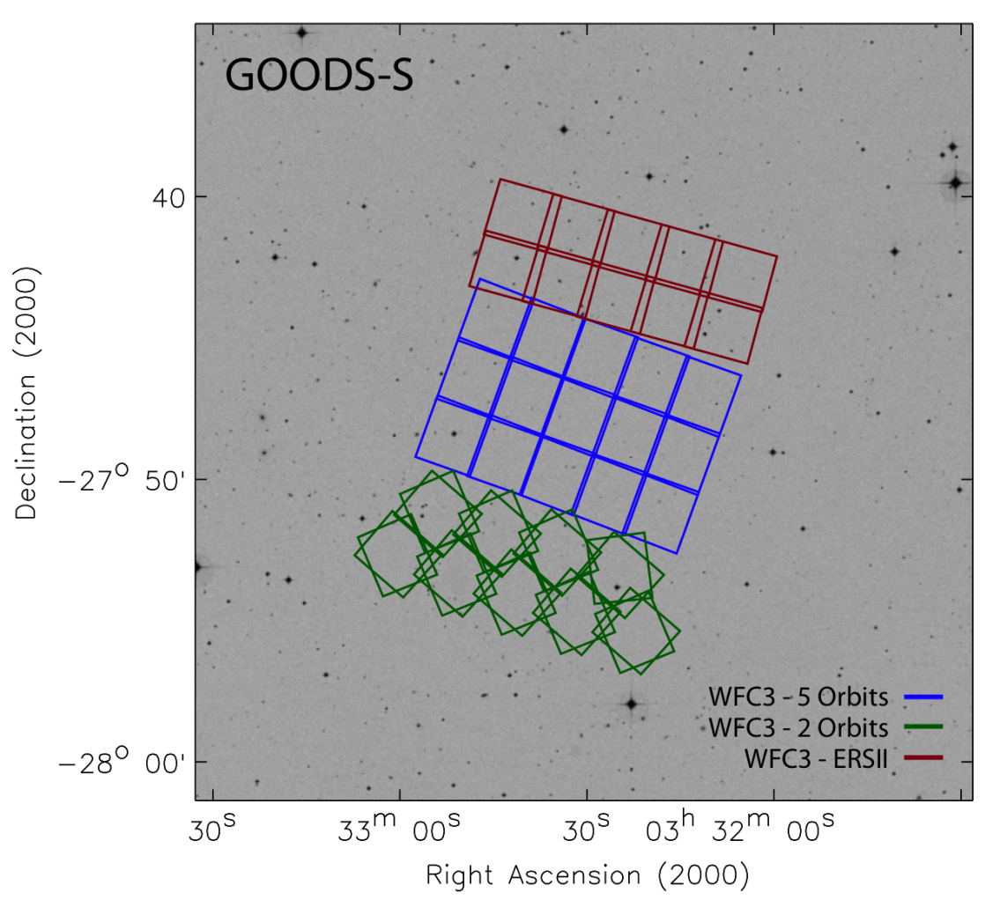 GOODS-S
40
−27° 50'
−28° 00'
Declination (2000)
WFC3 - 5 Orbits
WFC3 - 2 Orbits
WFC3 - ERSII
30s 33m 00s 30s 03h 32m 00s
Right Ascension (2000)